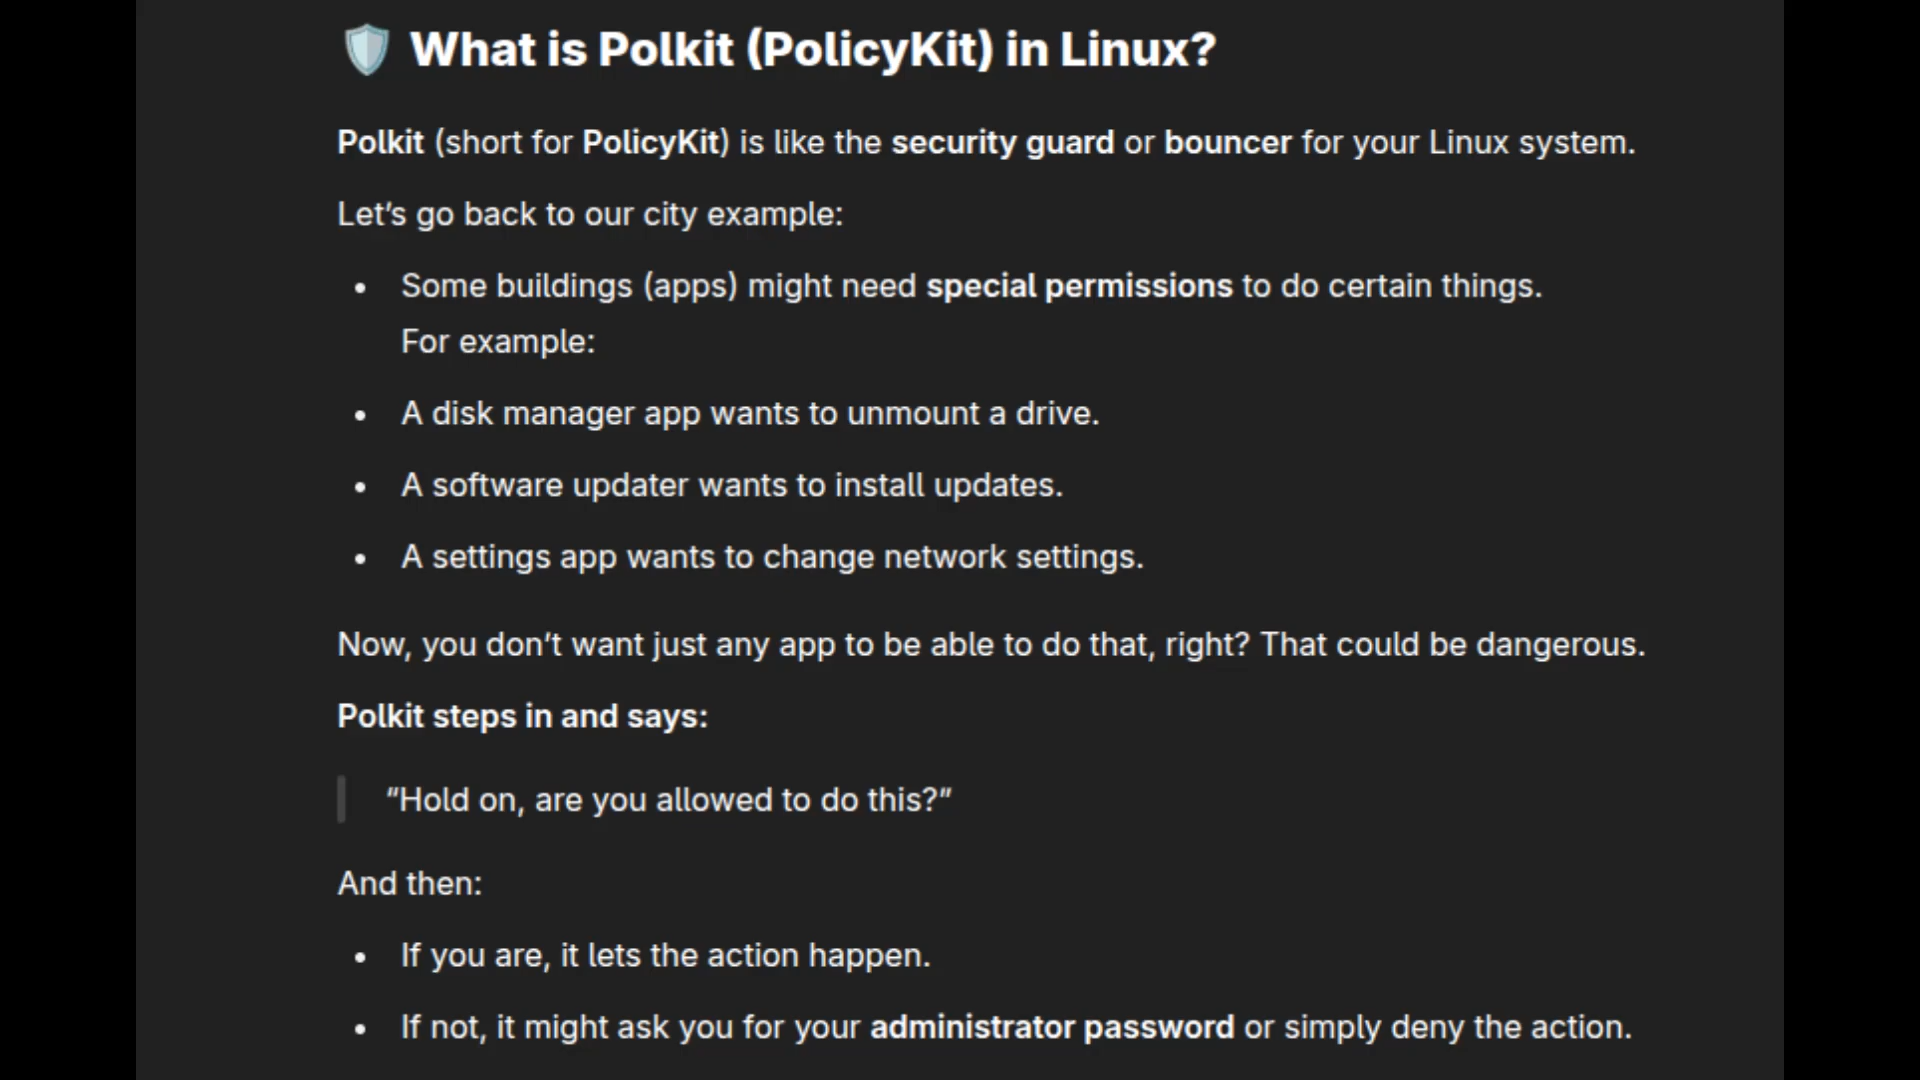 🛡️ What is Polkit (PolicyKit) in Linux?
Polkit (short for PolicyKit) is like the security guard or bouncer for your Linux system.
Let’s go back to our city example:
• Some buildings (apps) might need special permissions to do certain things.
For example:
• A disk manager app wants to unmount a drive.
• A software updater wants to install updates.
• A settings app wants to change network settings.
Now, you don’t want just any app to be able to do that, right? That could be dangerous.
Polkit steps in and says:
“Hold on, are you allowed to do this?”
And then:
• If you are, it lets the action happen.
• If not, it might ask you for your administrator password or simply deny the action.